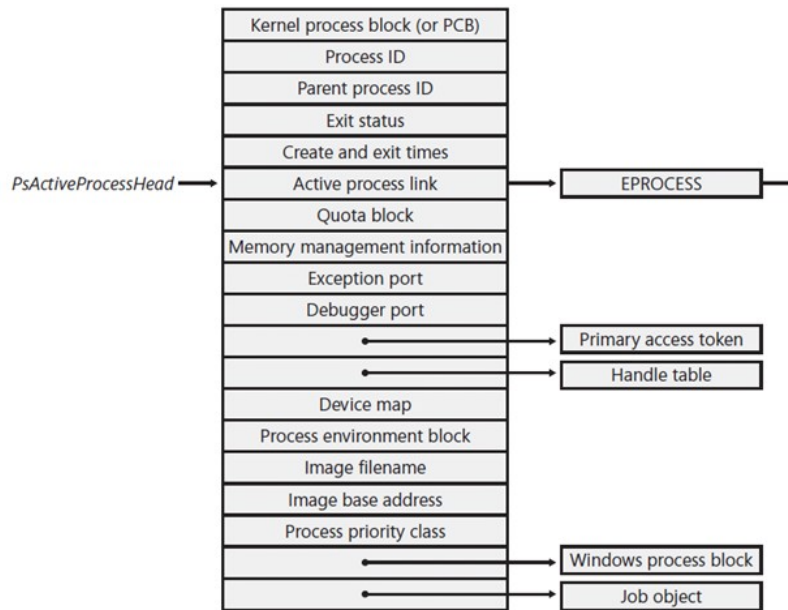 Kernel process block (or PCB)
Process ID
Parent process ID
Exit status
Create and exit times
PsActiveProcessHead
Active process link
EPROCESS
Quota block
Memory management information
Exception port
Debugger port
Primary access token
Handle table
Device map
Process environment block
Image filename
Image base address
Process priority class
Windows process block
Job object